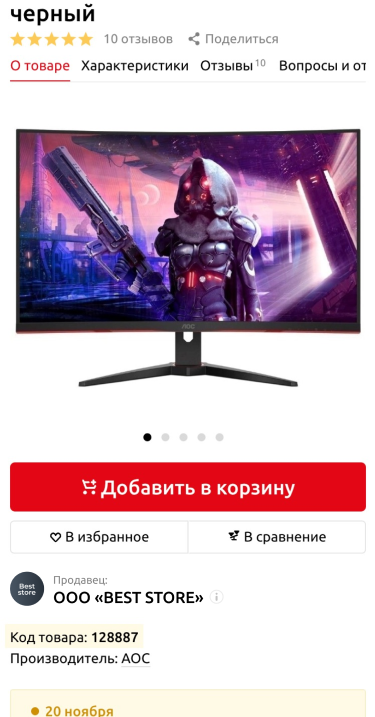 черный
10 отзывов Поделиться
О товаре Характеристики Отзывы 10 Вопросы и от
AOC
Добавить в корзину
В избранное В сравнение
Best
store
Продавец:
ООО «BEST STORE» i
Код товара: 128887
Производитель: AOC
20 ноября